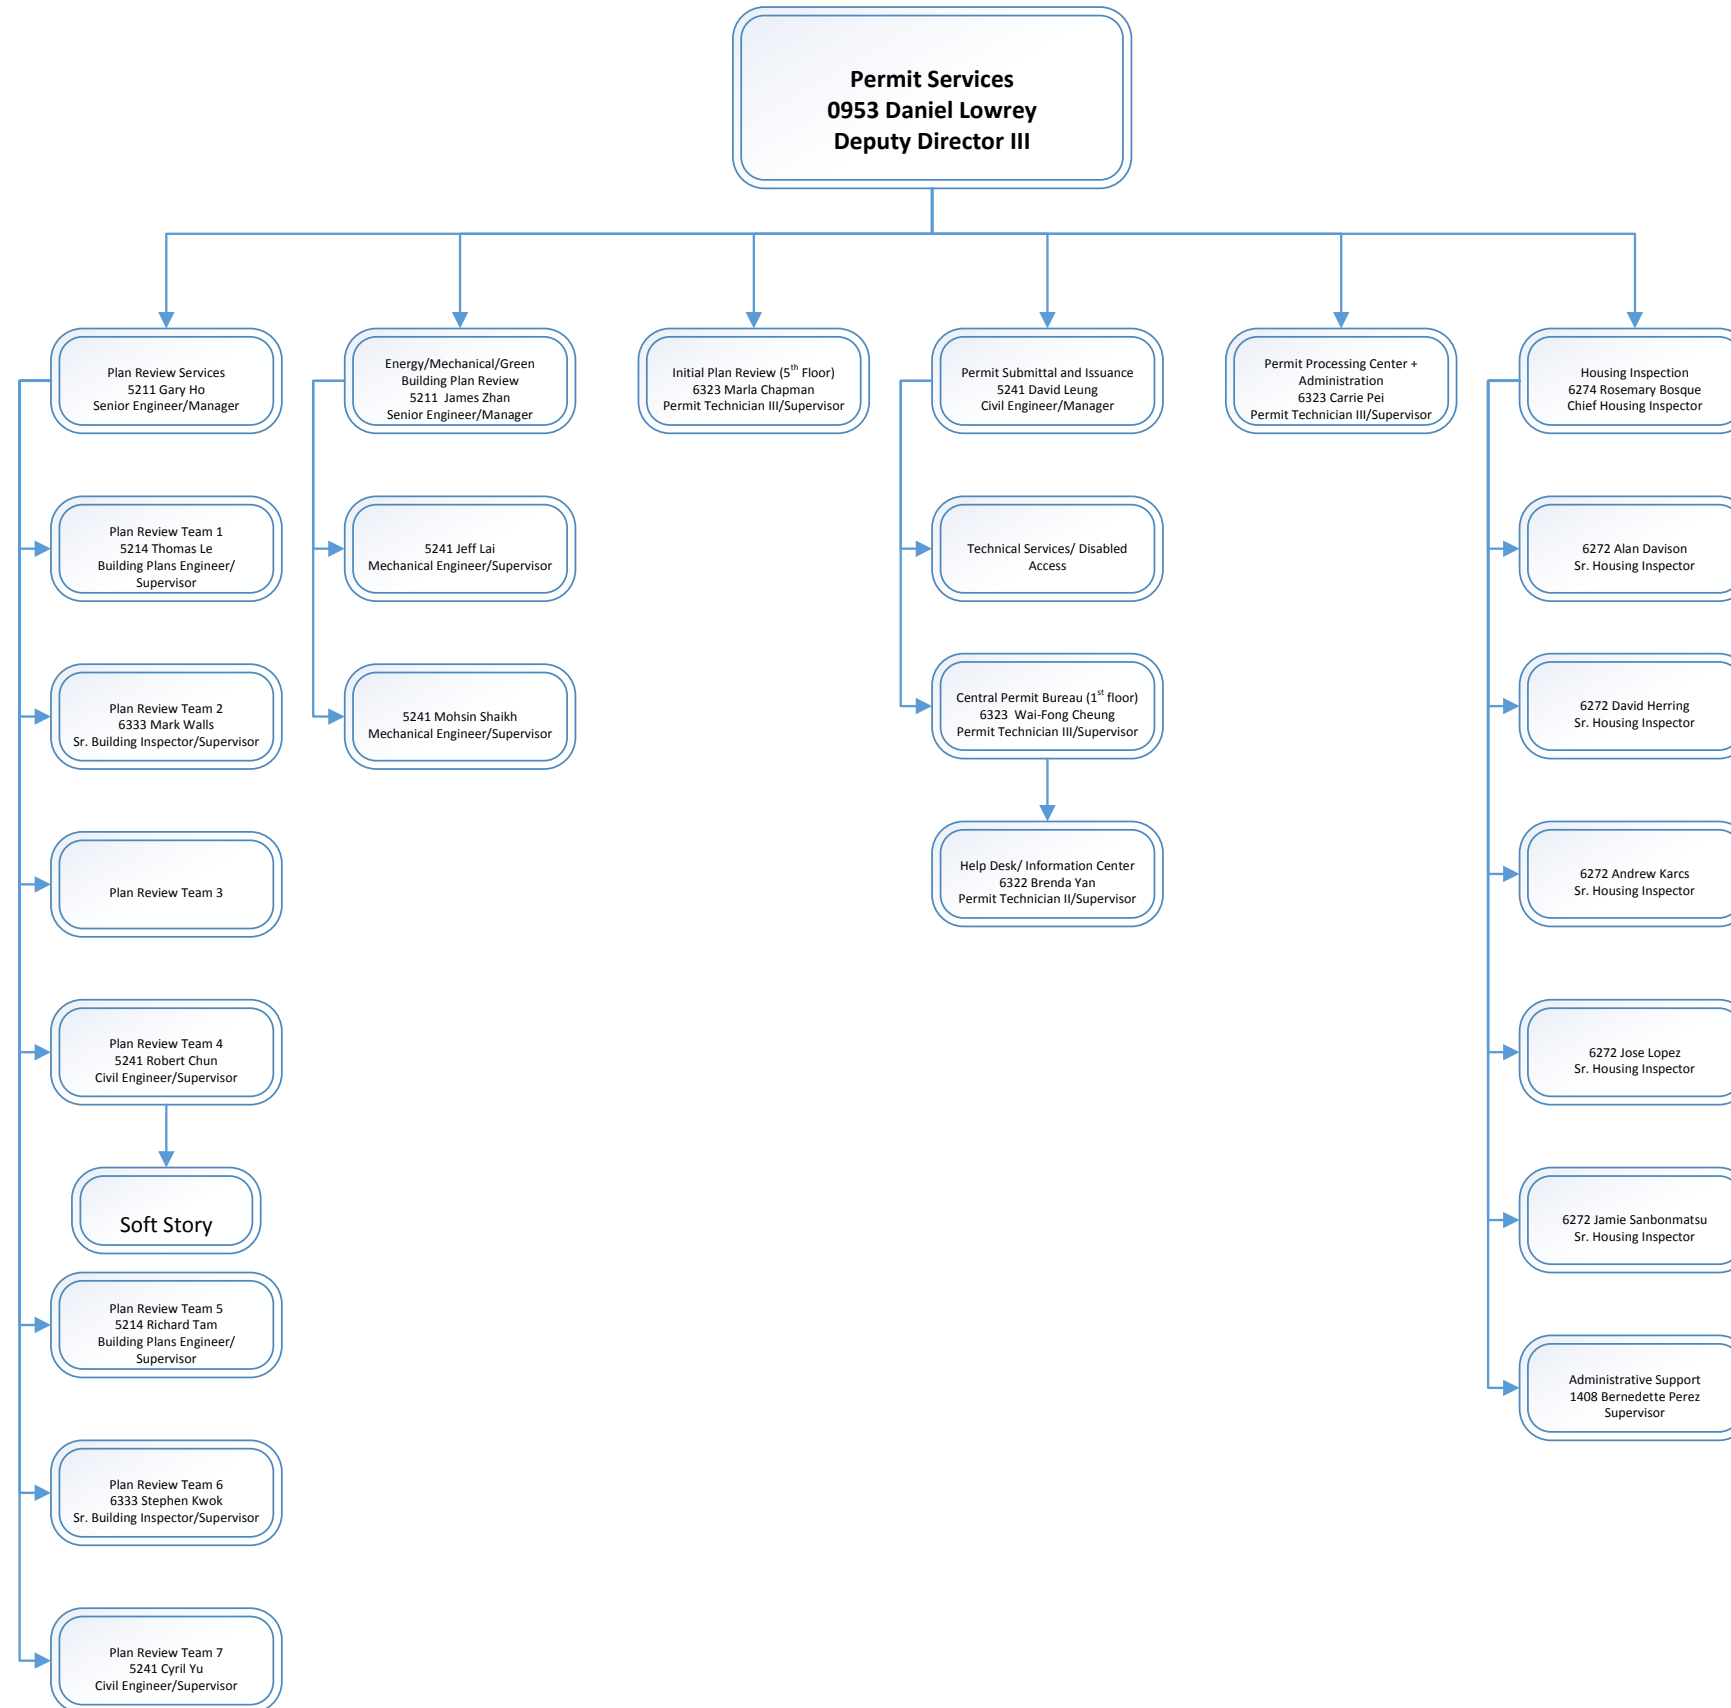 Permit Services
0953 Daniel Lowrey
Deputy Director III
Plan Review Services
5211 Gary Ho
Senior Engineer/Manager
Energy/Mechanical/Green
Building Plan Review
5211  James Zhan
Senior Engineer/Manager
Initial Plan Review (5th Floor)
6323 Marla Chapman
Permit Technician III/Supervisor
Permit Submittal and Issuance
5241 David Leung
Civil Engineer/Manager
Permit Processing Center +
Administration
6323 Carrie Pei
Permit Technician III/Supervisor
Housing Inspection
6274 Rosemary Bosque
Chief Housing Inspector
Plan Review Team 1
5214 Thomas Le
Building Plans Engineer/
Supervisor
5241 Jeff Lai
Mechanical Engineer/Supervisor
Technical Services/ Disabled
Access
6272 Alan Davison
Sr. Housing Inspector
Plan Review Team 2
6333 Mark Walls
Sr. Building Inspector/Supervisor
5241 Mohsin Shaikh
Mechanical Engineer/Supervisor
Central Permit Bureau (1st floor)
6323  Wai-Fong Cheung
Permit Technician III/Supervisor
6272 David Herring
Sr. Housing Inspector
Plan Review Team 3
Help Desk/ Information Center
6322 Brenda Yan
Permit Technician II/Supervisor
6272 Andrew Karcs
Sr. Housing Inspector
Plan Review Team 4
5241 Robert Chun
Civil Engineer/Supervisor
6272 Jose Lopez
Sr. Housing Inspector
Soft Story
6272 Jamie Sanbonmatsu
Sr. Housing Inspector
Plan Review Team 5
5214 Richard Tam
Building Plans Engineer/
Supervisor
Administrative Support
1408 Bernedette Perez
Supervisor
Plan Review Team 6
6333 Stephen Kwok
Sr. Building Inspector/Supervisor
Plan Review Team 7
5241 Cyril Yu
Civil Engineer/Supervisor